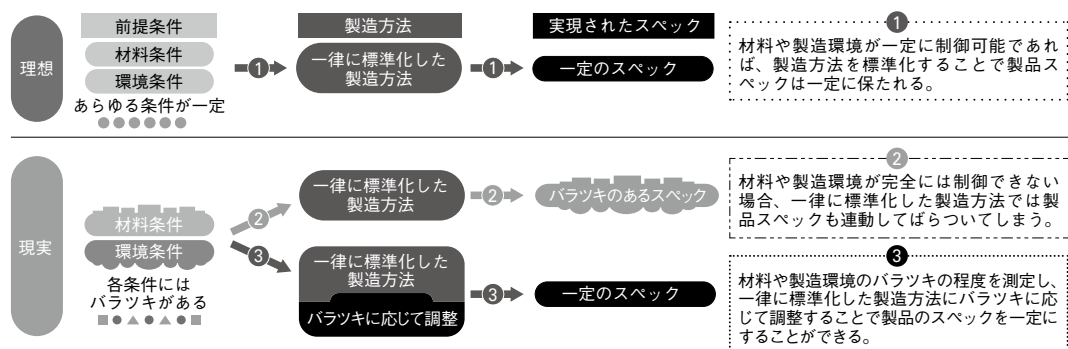 前提条件
製造方法
実現されたスペック
理想
材料条件
環境条件
あらゆる条件が一定
1
一律に標準化した
製造方法
1
一定のスペック
1
材料や製造環境が一定に制御可能であれ
ば、製造方法を標準化することで製品ス
ペックは一定に保たれる。
現実
材料条件
環境条件
各条件には
バラツキがある
2
一律に標準化した
製造方法
2
バラツキのあるスペック
2
材料や製造環境が完全には制御できない
場合、一律に標準化した製造方法では製
品スペックも連動してばらついてしまう。
3
一律に標準化した
製造方法
バラツキに応じて調整
3
一定のスペック
3
材料や製造環境のバラツキの程度を測定し、
一律に標準化した製造方法にバラツキに応
じて調整することで製品のスペックを一定に
することができる。